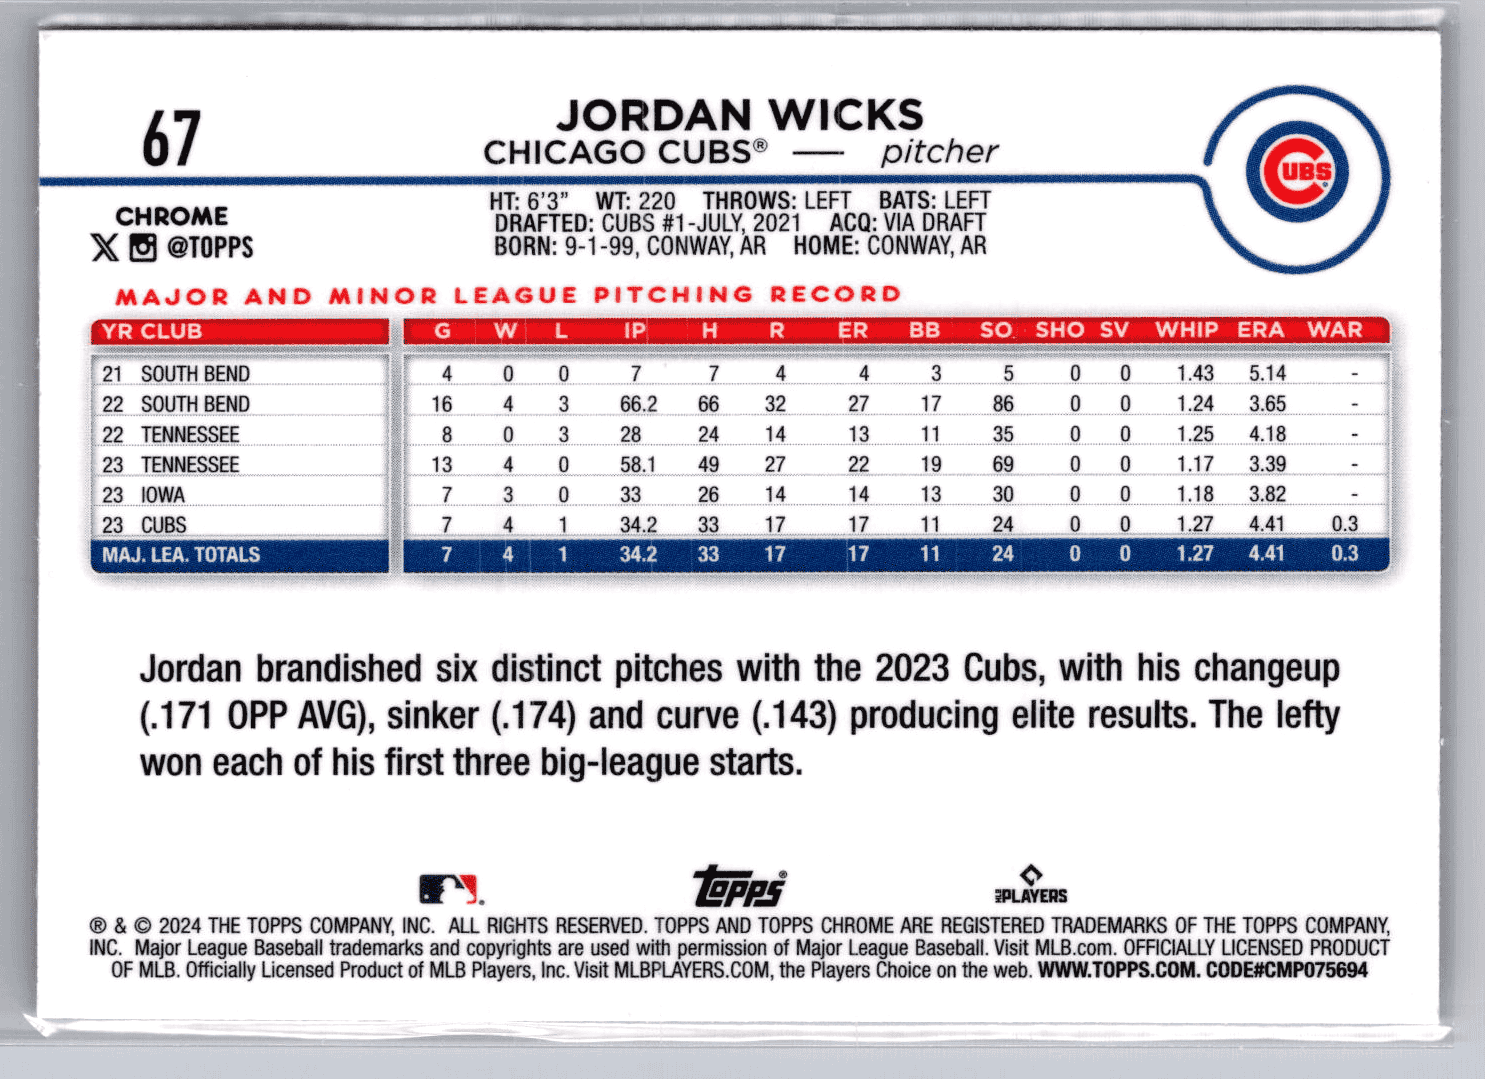 67
JORDAN WICKS
CHICAGO CUBS® — pitcher
CUBS
CHROME
X @TOPPS
HT: 6'3" WT: 220 THROWS: LEFT BATS: LEFT
DRAFTED: CUBS #1-JULY, 2021 ACQ: VIA DRAFT
BORN: 9-1-99, CONWAY, AR HOME: CONWAY, AR
MAJOR AND MINOR LEAGUE PITCHING RECORD
YR CLUB G W L IP H R ER BB SO SHO SV WHIP ERA WAR
21 SOUTH BEND 4 0 0 7 7 4 4 3 5 0 0 1.43 5.14 -
22 SOUTH BEND 16 4 3 66.2 66 32 27 17 86 0 0 1.24 3.65 -
22 TENNESSEE 8 0 3 28 24 14 13 11 35 0 0 1.25 4.18 -
23 TENNESSEE 13 4 0 58.1 49 27 22 19 69 0 0 1.17 3.39 -
23 IOWA 7 3 0 33 26 14 14 13 30 0 0 1.18 3.82 -
23 CUBS 7 4 1 34.2 33 17 17 11 24 0 0 1.27 4.41 0.3
MAJ. LEA. TOTALS 7 4 1 34.2 33 17 17 11 24 0 0 1.27 4.41 0.3
Jordan brandished six distinct pitches with the 2023 Cubs, with his changeup
(.171 OPP AVG), sinker (.174) and curve (.143) producing elite results. The lefty
won each of his first three big-league starts.
Topps® MLB PLAYERS
® & © 2024 THE TOPPS COMPANY, INC. ALL RIGHTS RESERVED. TOPPS AND TOPPS CHROME ARE REGISTERED TRADEMARKS OF THE TOPPS COMPANY,
INC. Major League Baseball trademarks and copyrights are used with permission of Major League Baseball. Visit MLB.com. OFFICIALLY LICENSED PRODUCT
OF MLB. Officially Licensed Product of MLB Players, Inc. Visit MLBPLAYERS.COM, the Players Choice on the web. WWW.TOPPS.COM. CODE#CMP075694